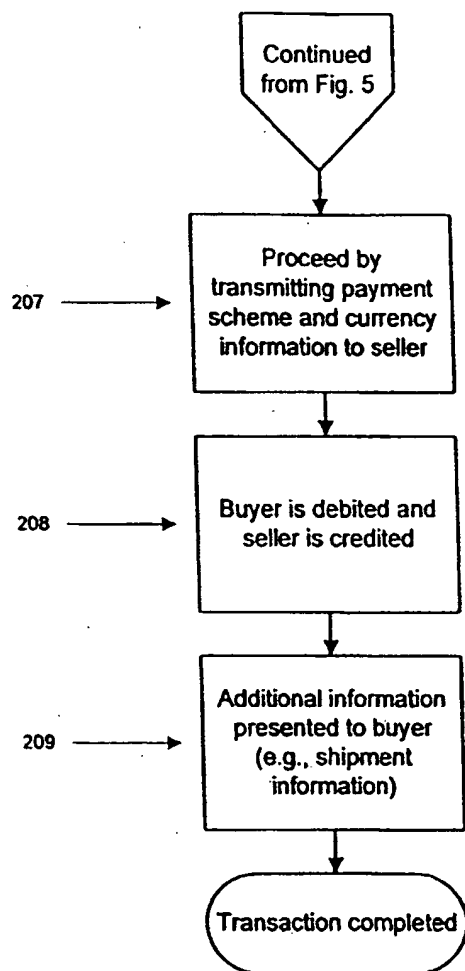 Continued
from Fig. 5
207
Proceed by
transmitting payment
scheme and currency
information to seller
208
Buyer is debited and
seller is credited
209
Additional information
presented to buyer
(e.g., shipment
information)
Transaction completed